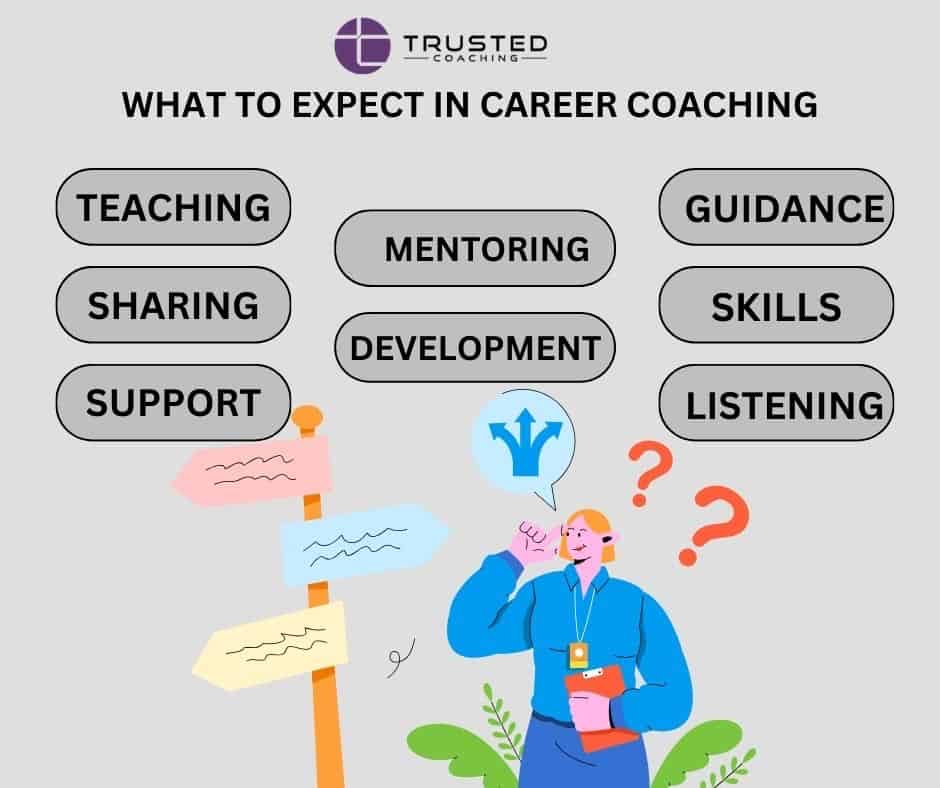 TRUSTED
COACHING
WHAT TO EXPECT IN CAREER COACHING
TEACHING
SHARING
SUPPORT
MENTORING
DEVELOPMENT
GUIDANCE
SKILLS
LISTENING
? ?